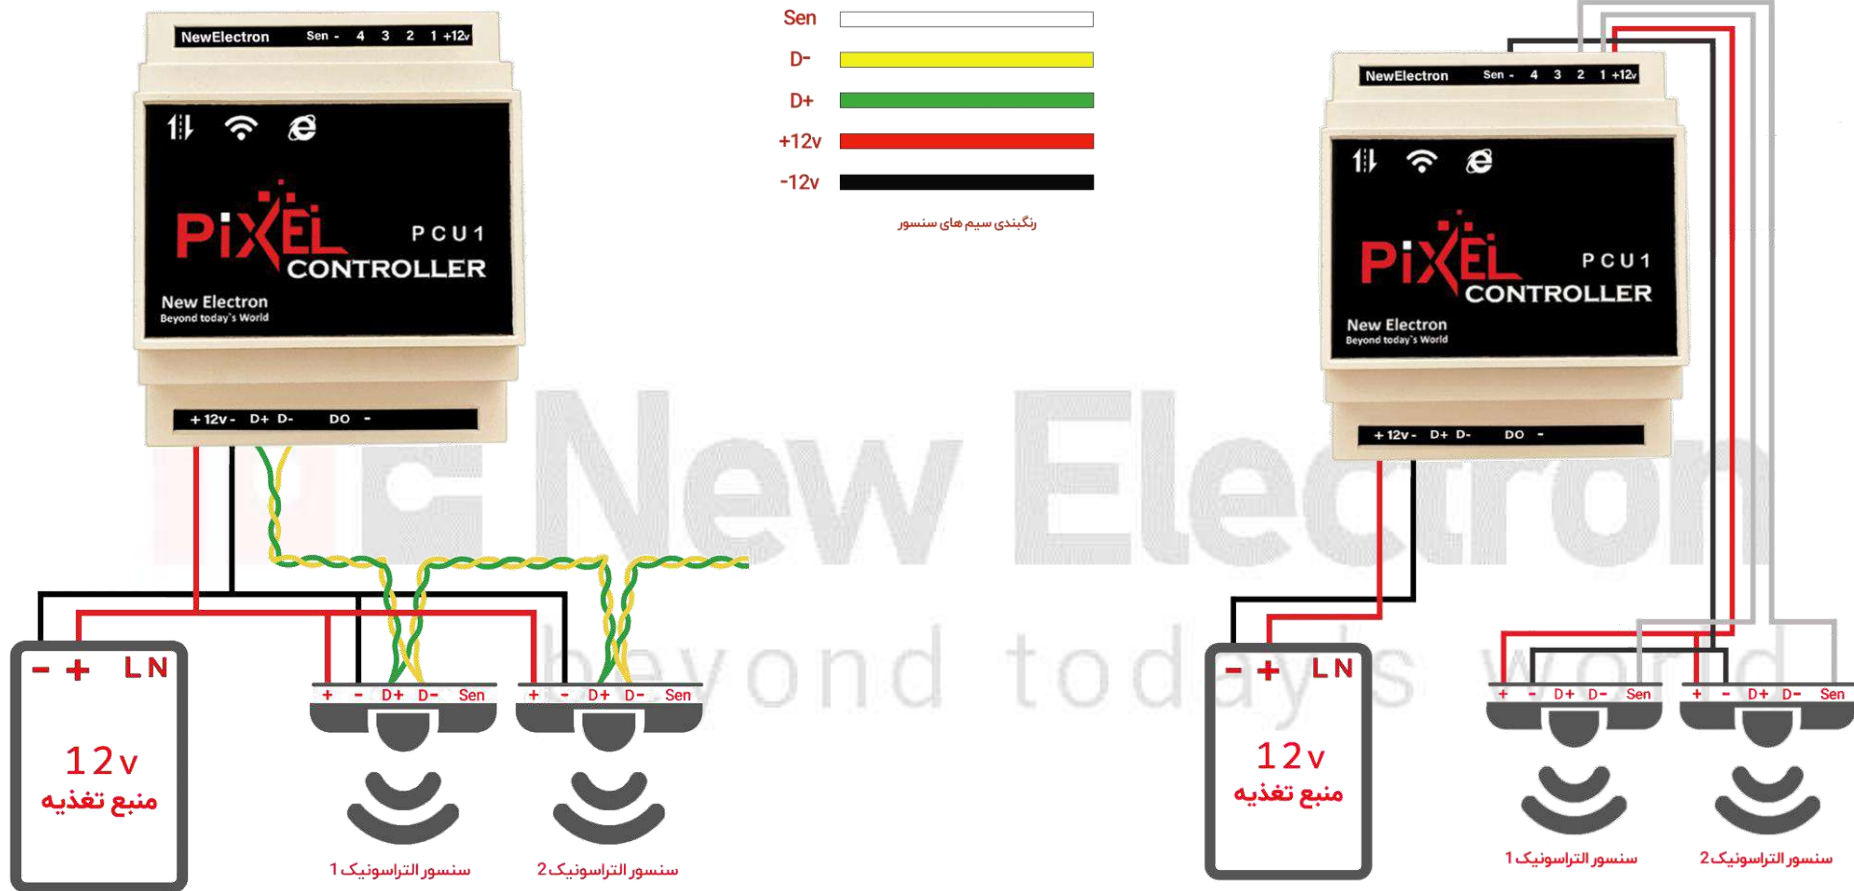 NewElectron Sen - 4 3 2 1 +12v
PiXEL PCU1
CONTROLLER
New Electron
Beyond today`s World
+ 12v - D+ D- DO -
- + L N
12v
منبع تغذیه
+ - D+ D- Sen
سنسور التراسونیک 1
+ - D+ D- Sen
سنسور التراسونیک 2
Sen
D-
D+
+12v
-12v
رنگبندی سیم های سنسور
NewElectron Sen - 4 3 2 1 +12v
PiXEL PCU1
CONTROLLER
New Electron
Beyond today`s World
+ 12v - D+ D- DO -
- + L N
12v
منبع تغذیه
+ - D+ D- Sen
سنسور التراسونیک 1
+ - D+ D- Sen
سنسور التراسونیک 2
New Electron
beyond today's world